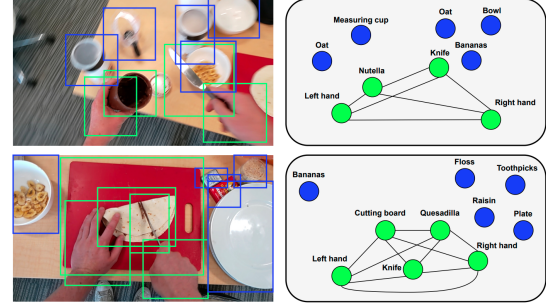 Measuring cup
Oat
Bowl
Oat
Knife
Bananas
Nutella
Left hand
Right hand
Bananas
Floss
Toothpicks
Raisin
Cutting board
Quesadilla
Plate
Right hand
Left hand
Knife